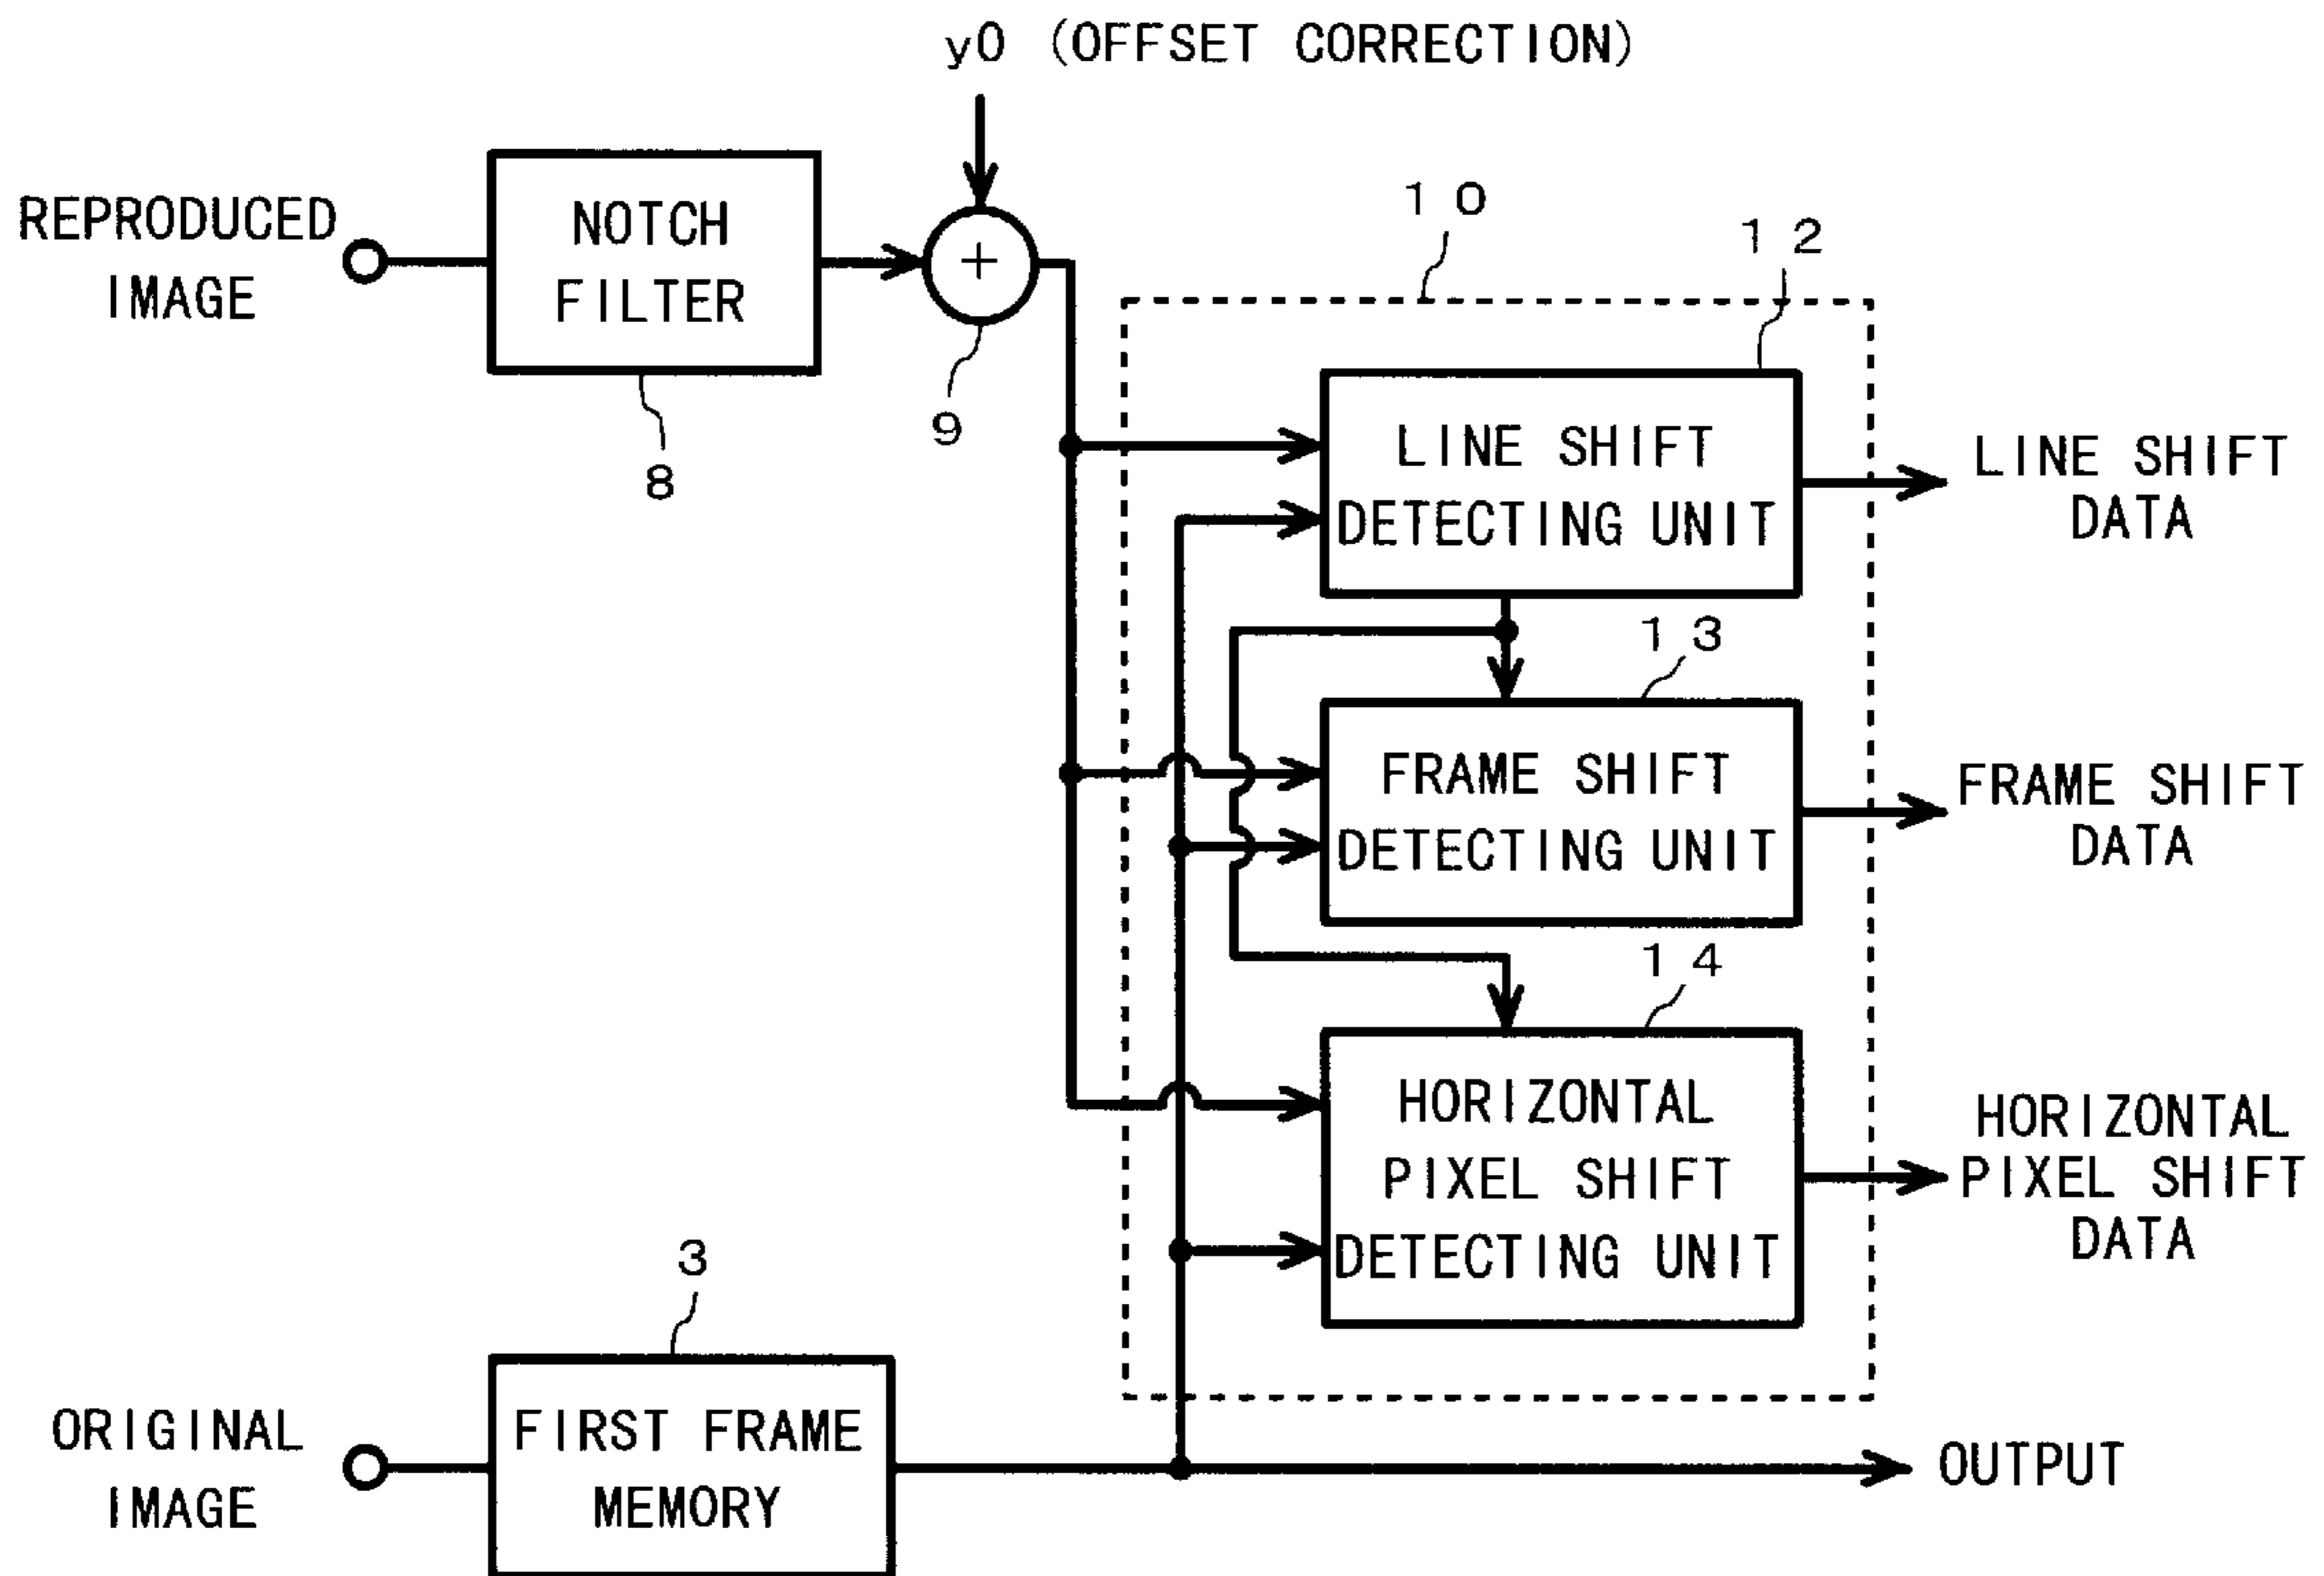 y0 (OFFSET CORRECTION)
REPRODUCED
IMAGE
NOTCH
FILTER
8
+
9
10
12
LINE SHIFT
DETECTING UNIT
LINE SHIFT
DATA
13
FRAME SHIFT
DETECTING UNIT
FRAME SHIFT
DATA
14
HORIZONTAL
PIXEL SHIFT
DETECTING UNIT
HORIZONTAL
PIXEL SHIFT
DATA
3
ORIGINAL
IMAGE
FIRST FRAME
MEMORY
OUTPUT